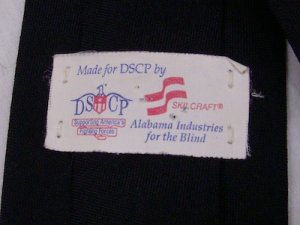 Made for DSCP by
DSCP
Supporting America's
Fighting Forces
SKILCRAFT®
Alabama Industries
for the Blind